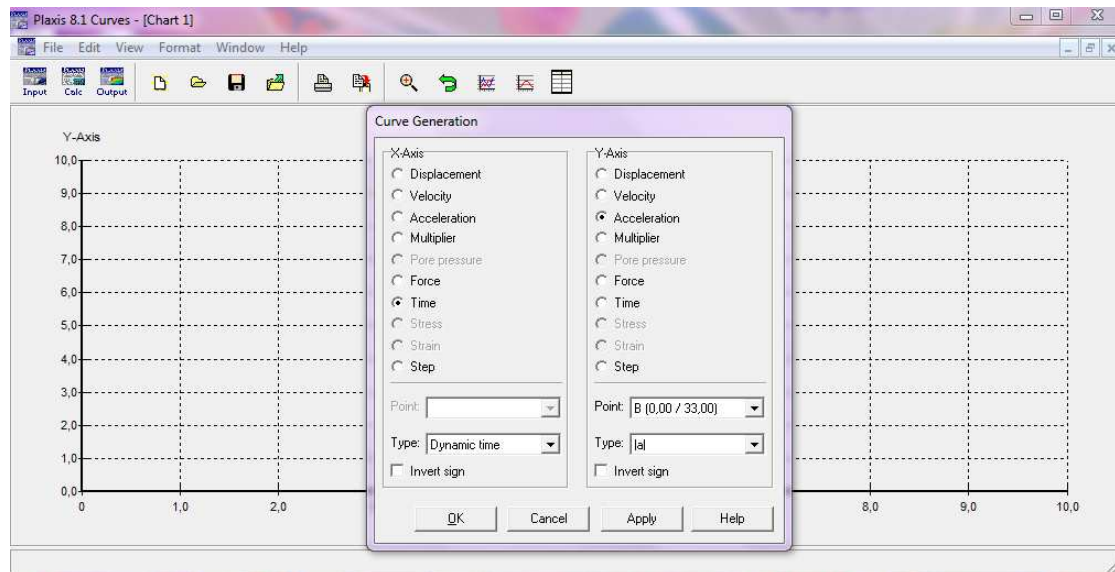 Plaxis 8.1 Curves - [Chart 1]
File Edit View Format Window Help
Input Calc Output
Y-Axis
10,0
9,0
8,0
7,0
6,0
5,0
4,0
3,0
2,0
1,0
0,0
0 1,0 2,0 8,0 9,0 10,0
Curve Generation
X-Axis
Displacement
Velocity
Acceleration
Multiplier
Pore pressure
Force
Time
Stress
Strain
Step
Point:
Type: Dynamic time
Invert sign
Y-Axis
Displacement
Velocity
Acceleration
Multiplier
Pore pressure
Force
Time
Stress
Strain
Step
Point: B (0,00 / 33,00)
Type: |a|
Invert sign
OK Cancel Apply Help